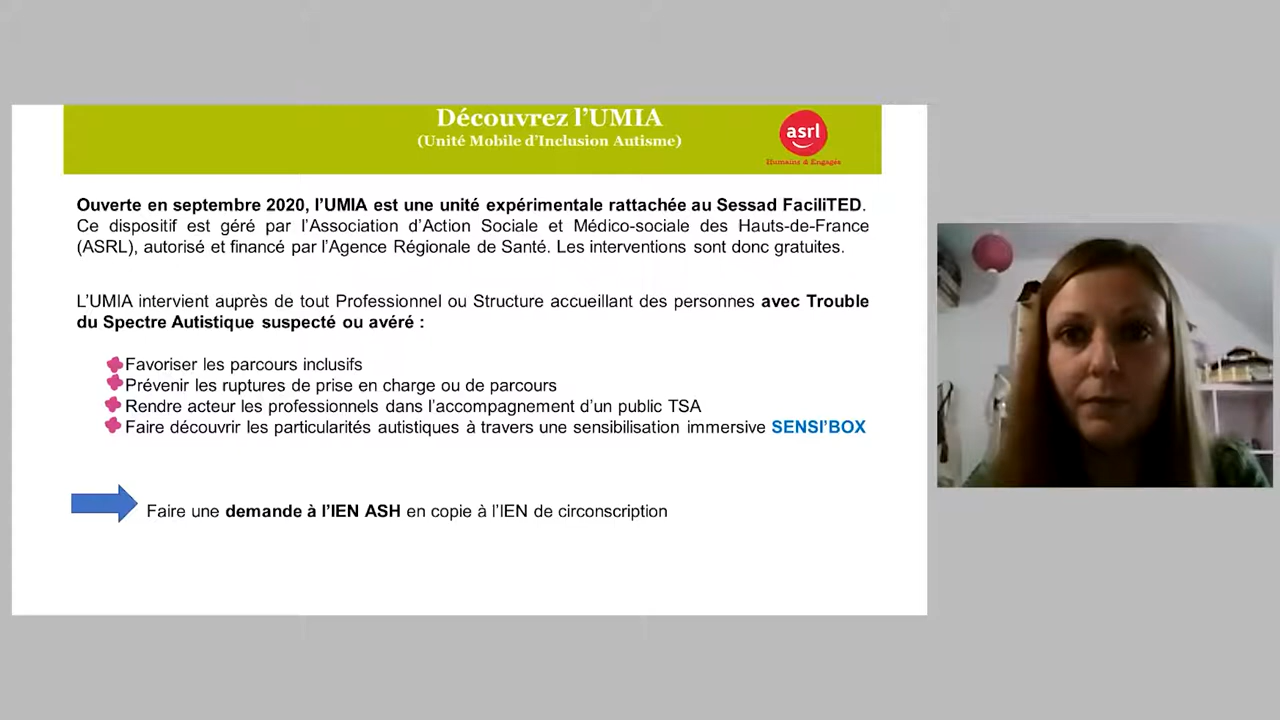 Découvrez l'UMIA
(Unité Mobile d'Inclusion Autisme)
asrl
Humains & Engagés
Ouverte en septembre 2020, l'UMIA est une unité expérimentale rattachée au Sessad FaciliTED.
Ce dispositif est géré par l'Association d'Action Sociale et Médico-sociale des Hauts-de-France
(ASRL), autorisé et financé par l'Agence Régionale de Santé. Les interventions sont donc gratuites.
L'UMIA intervient auprès de tout Professionnel ou Structure accueillant des personnes avec Trouble
du Spectre Autistique suspecté ou avéré :
Favoriser les parcours inclusifs
Prévenir les ruptures de prise en charge ou de parcours
Rendre acteur les professionnels dans l'accompagnement d'un public TSA
Faire découvrir les particularités autistiques à travers une sensibilisation immersive SENSI'BOX
Faire une demande à l'IEN ASH en copie à l'IEN de circonscription